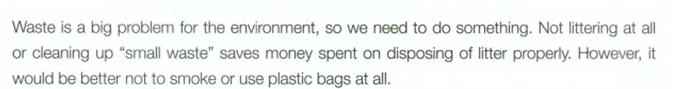 Waste is a big problem for the environment, so we need to do something. Not littering at all
or cleaning up “small waste” saves money spent on disposing of litter properly. However, it
would be better not to smoke or use plastic bags at all.